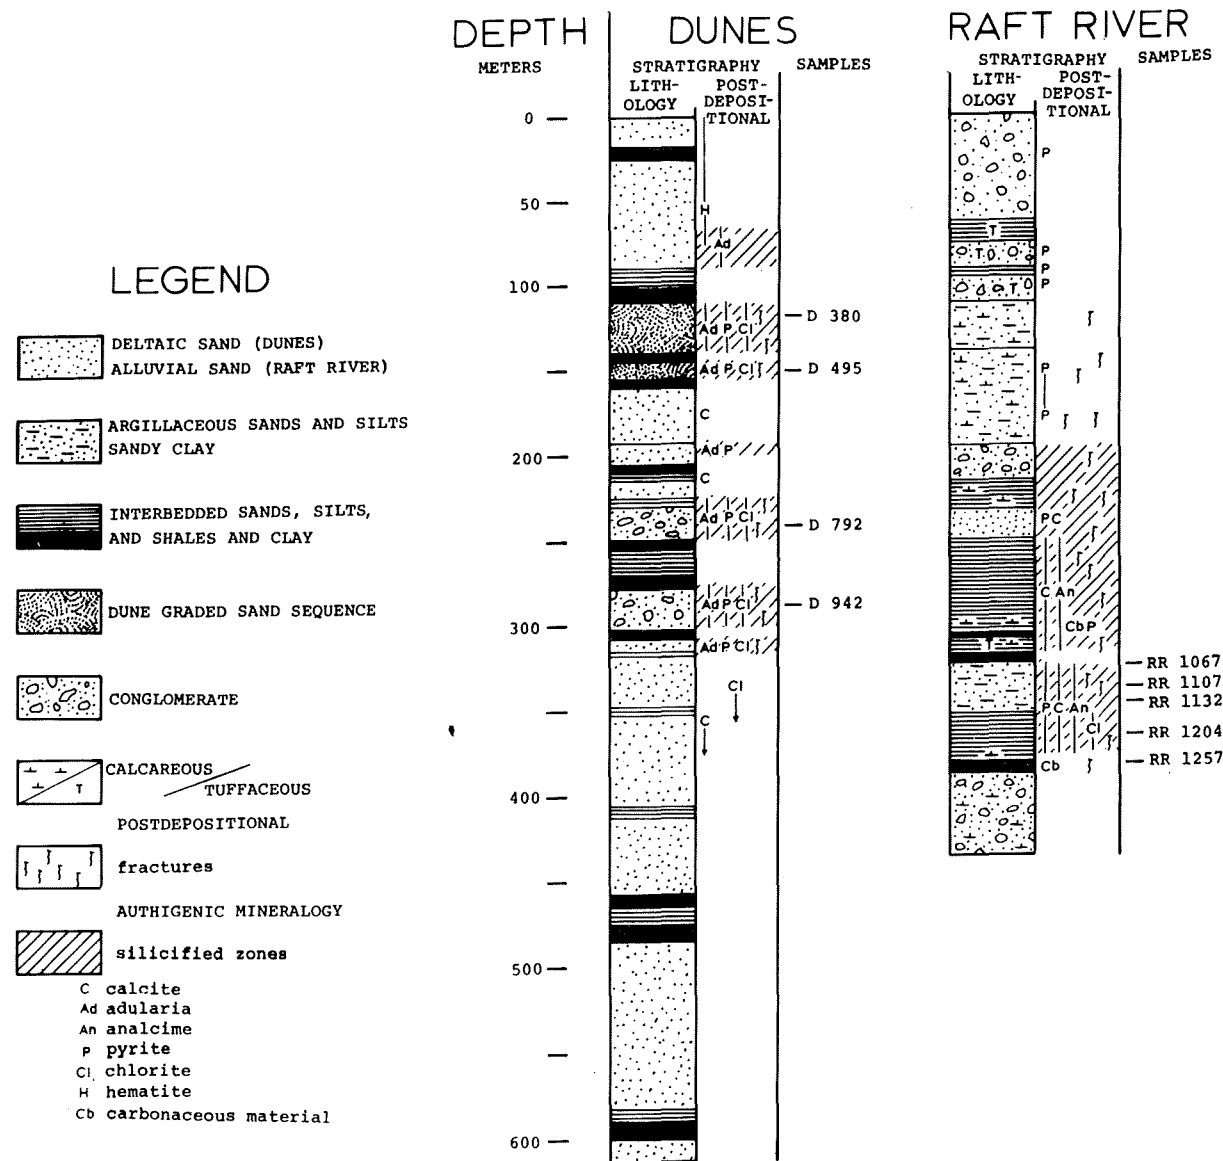 DEPTH
METERS
0
50
100
200
300
400
500
600
DUNES
STRATIGRAPHY
SAMPLES
LITH-
OLOGY
POST-
DEPOSI-
TIONAL
H
Ad
Ad P Cl
D 380
Ad P Cl
D 495
C
Ad P
C
Ad P Cl
D 792
Ad P Cl
D 942
Ad P Cl
Cl
C
RAFT RIVER
STRATIGRAPHY
SAMPLES
LITH-
OLOGY
POST-
DEPOSI-
TIONAL
P
T
T
P
P
T
P
P
P
P C
C An
Cb P
T
RR 1067
RR 1107
RR 1132
P C An
Cl
RR 1204
RR 1257
Cb
LEGEND
DELTAIC SAND (DUNES)
ALLUVIAL SAND (RAFT RIVER)
ARGILLACEOUS SANDS AND SILTS
SANDY CLAY
INTERBEDDED SANDS, SILTS,
AND SHALES AND CLAY
DUNE GRADED SAND SEQUENCE
CONGLOMERATE
CALCAREOUS
T
TUFFACEOUS
POSTDEPOSITIONAL
fractures
AUTHIGENIC MINERALOGY
silicified zones
C calcite
Ad adularia
An analcime
P pyrite
Cl chlorite
H hematite
Cb carbonaceous material